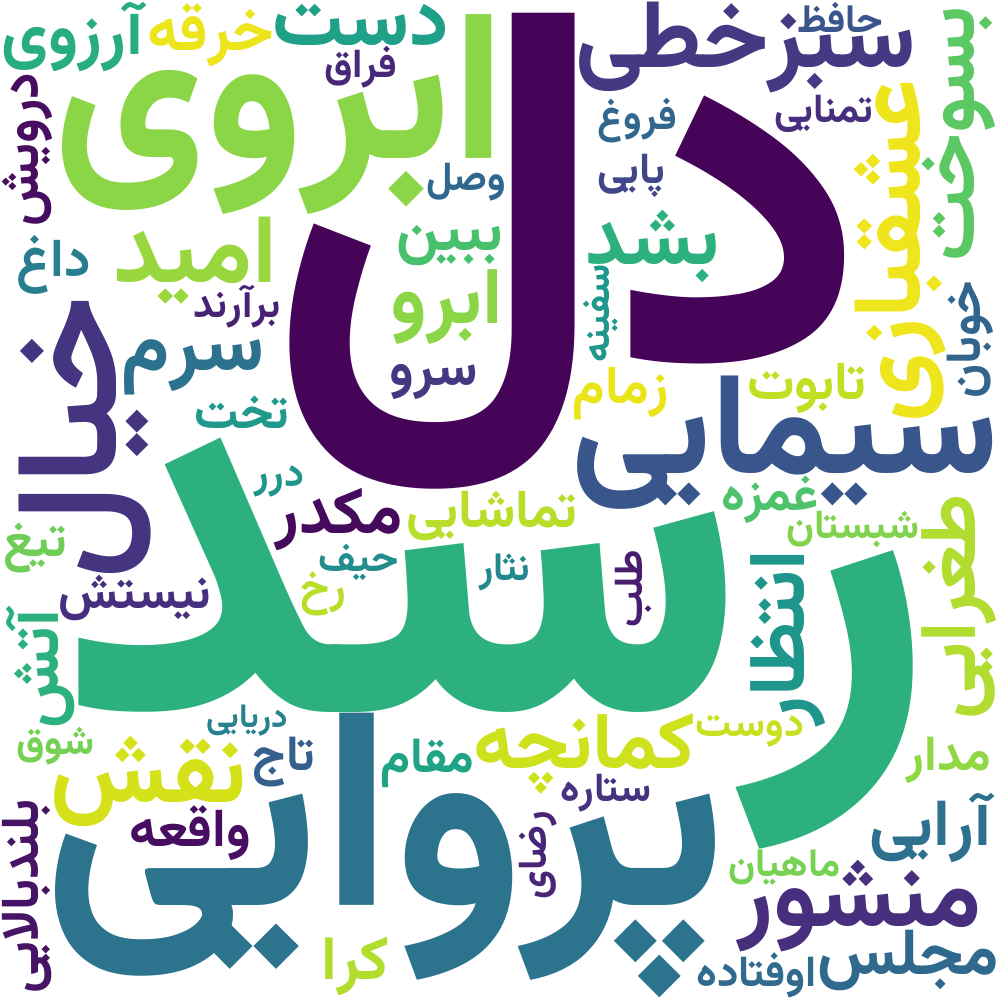 حافظ
دست
خرقه
آرزوی
سبزخطی
فراق
بسوخت
ابروی
دل
تمنایی
فروغ
درویش
عشقبازی
پایی
وصل
بشد
ببین
امید
داغ
برآرند
ابرو
سفینه
خوبان
سرم
سرو
زمام
تابوت
خیال
تخت
سیمایی
درر
غمزه
تماشایی
مکدر
شبستان
تیغ
رسد
حیف
نثار
طلب
رخ
نیستش
انتظار
طغرایی
آتش
دریایی
دوست
شوق
کمانچه
نقش
تاج
مقام
مدار
ستاره
پروایی
واقعه
رضای
آرایی
بلندبالایی
ماهیان
منشور
کرا
مجلس
اوفتاده